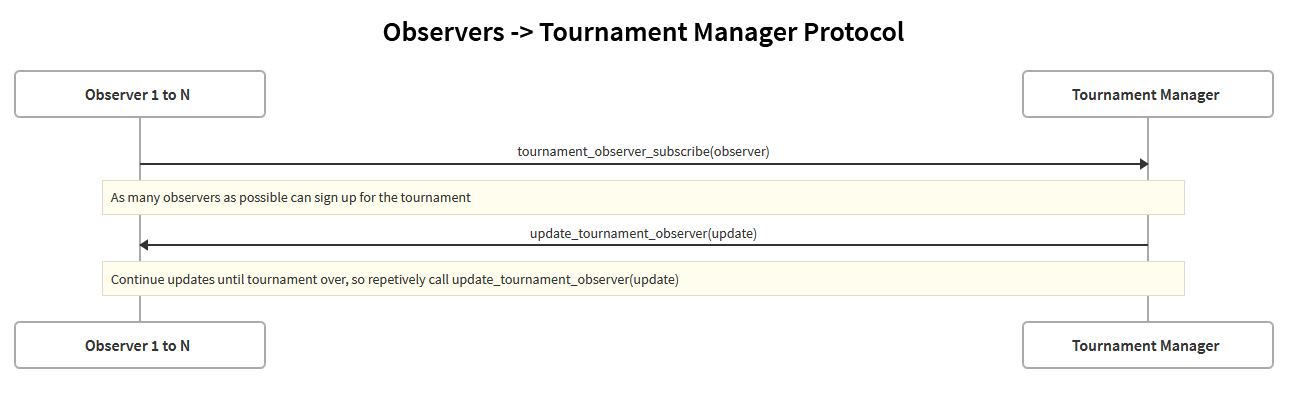 Observers -> Tournament Manager Protocol
Observer 1 to N
Tournament Manager
tournament_observer_subscribe(observer)
As many observers as possible can sign up for the tournament
update_tournament_observer(update)
Continue updates until tournament over, so repetively call update_tournament_observer(update)
Observer 1 to N
Tournament Manager